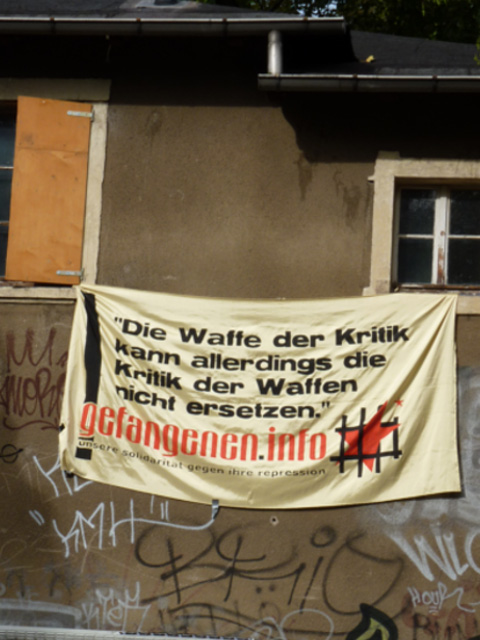 "Die Waffe der Kritik
kann allerdings die
Kritik der Waffen
nicht ersetzen."
gefangenen.info
unsere solidarität gegen ihre repression
KMH